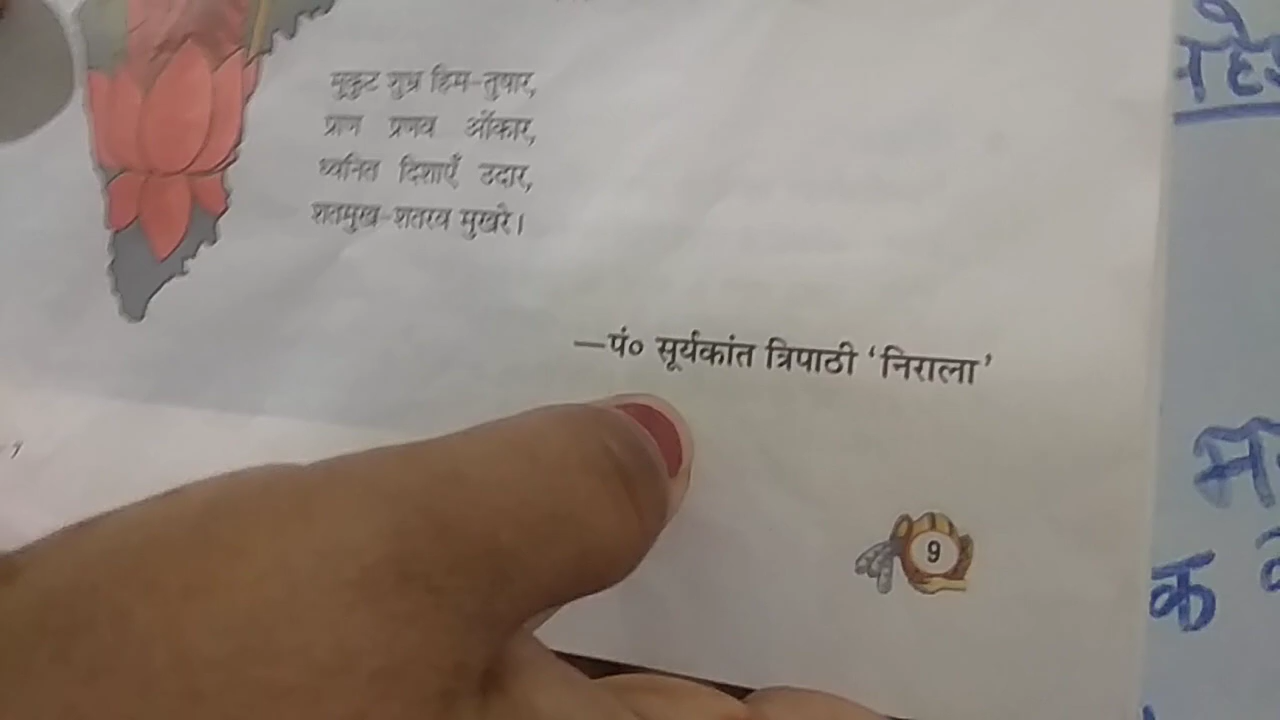 मुकुट शुभ्र हिम-तुषार,
प्राण प्रणव ओंकार,
ध्वनित दिशाएँ उदार,
शतमुख-शतरव मुखरे।
—पं० सूर्यकांत त्रिपाठी ‘निराला’
9
क